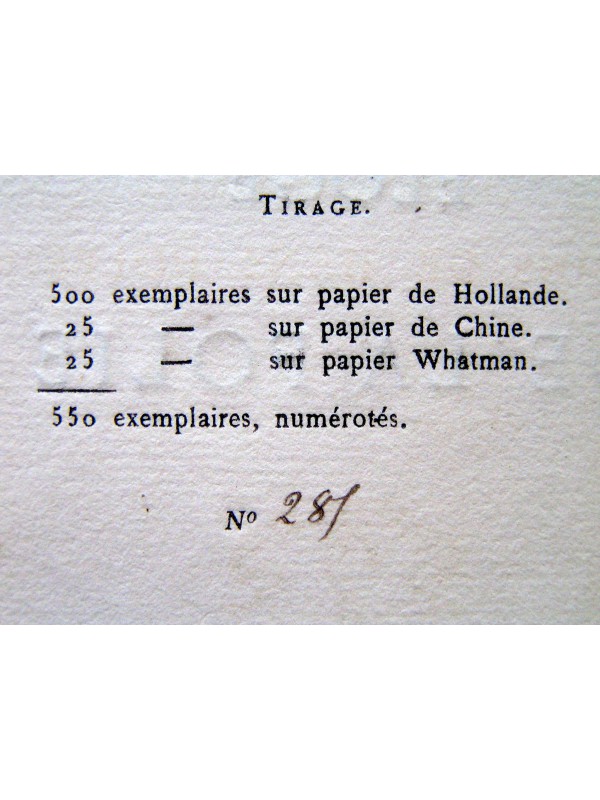 TIRAGE.
500 exemplaires sur papier de Hollande.
25 — sur papier de Chine.
25 — sur papier Whatman.
550 exemplaires, numérotés.
Nº 281